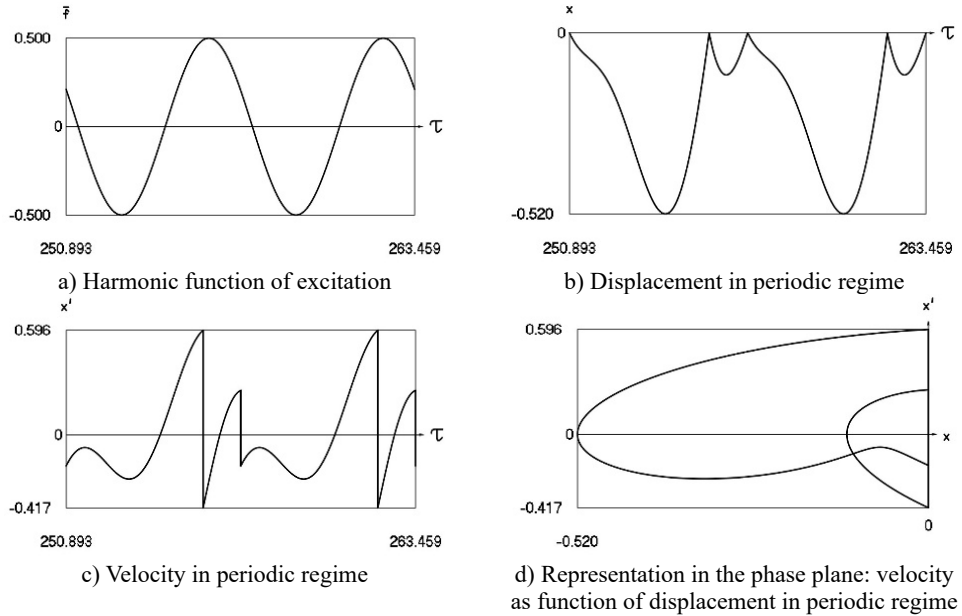 f̄
0.500
0
τ
-0.500
250.893
263.459
a) Harmonic function of excitation
x
0
τ
-0.520
250.893
263.459
b) Displacement in periodic regime
x'
0.596
0
τ
-0.417
250.893
263.459
c) Velocity in periodic regime
x'
0.596
0
x
-0.417
0
-0.520
d) Representation in the phase plane: velocity
as function of displacement in periodic regime